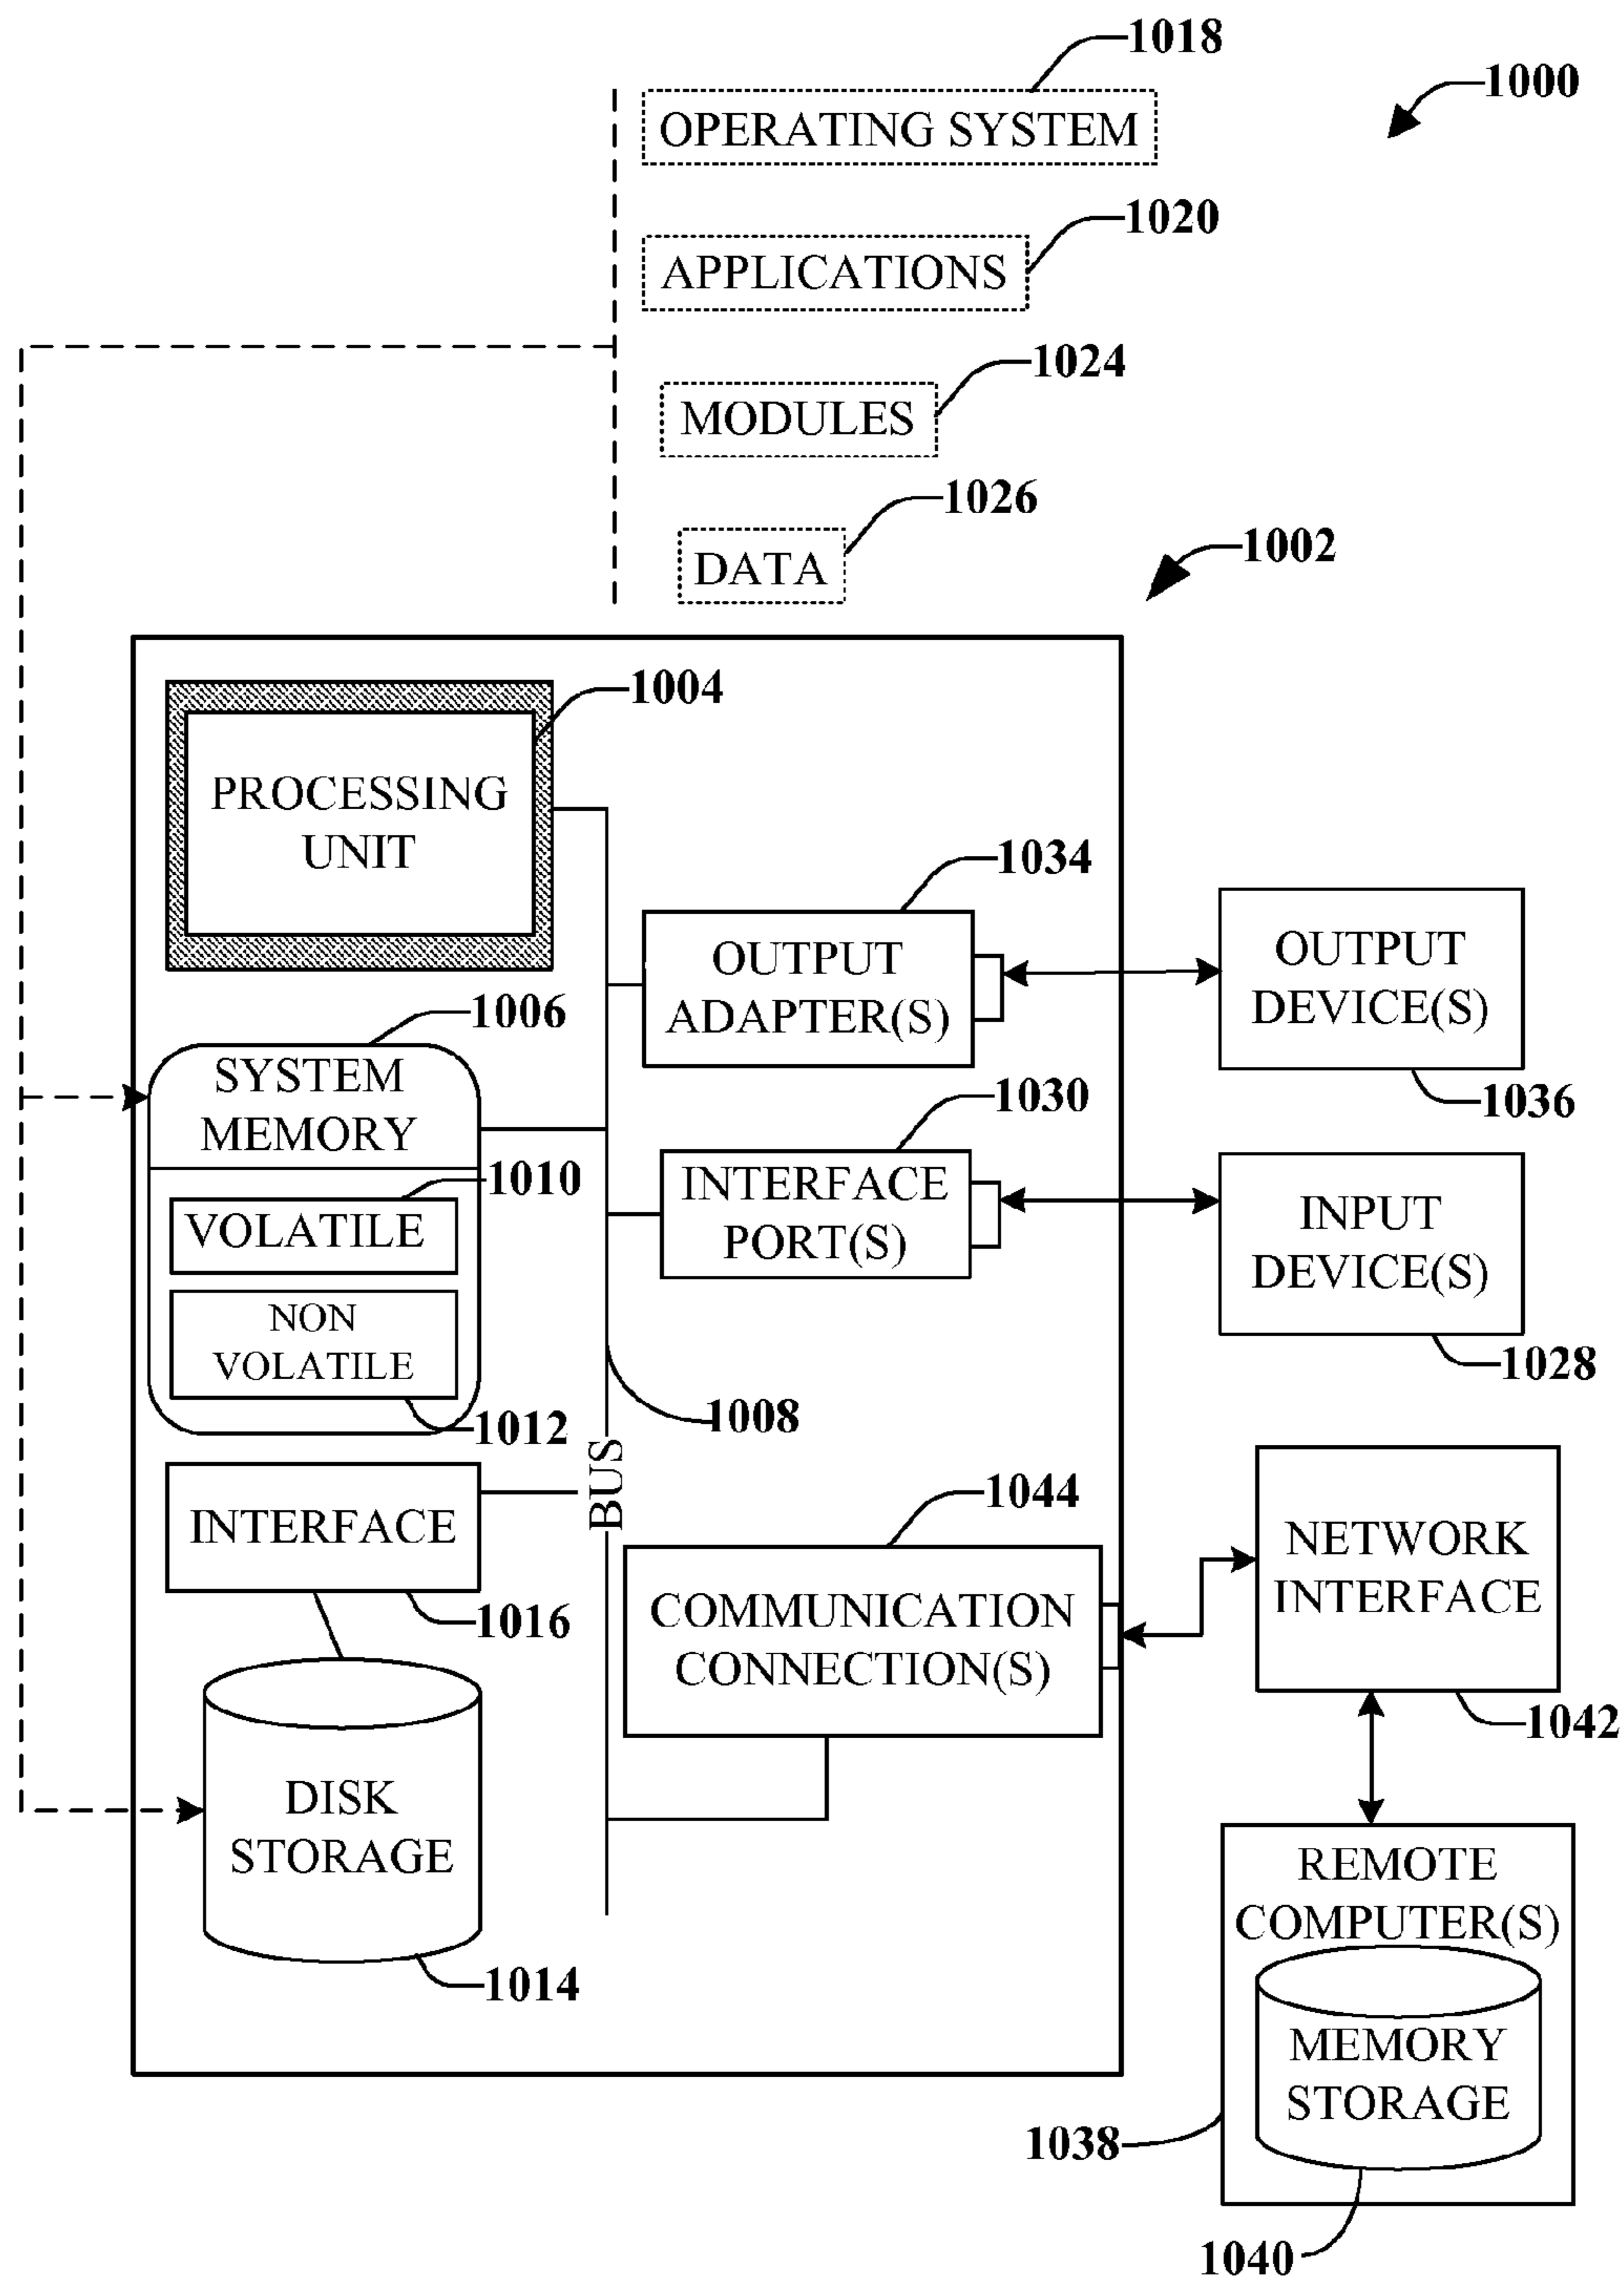 1018
1000
OPERATING SYSTEM
1020
APPLICATIONS
1024
MODULES
1026
DATA
1002
1004
PROCESSING
UNIT
1034
OUTPUT
ADAPTER(S)
OUTPUT
DEVICE(S)
1036
1006
SYSTEM
MEMORY
1010
VOLATILE
NON
VOLATILE
1012
1030
INTERFACE
PORT(S)
INPUT
DEVICE(S)
1028
1008
BUS
INTERFACE
1016
1044
COMMUNICATION
CONNECTION(S)
NETWORK
INTERFACE
1042
DISK
STORAGE
1014
REMOTE
COMPUTER(S)
MEMORY
STORAGE
1038
1040